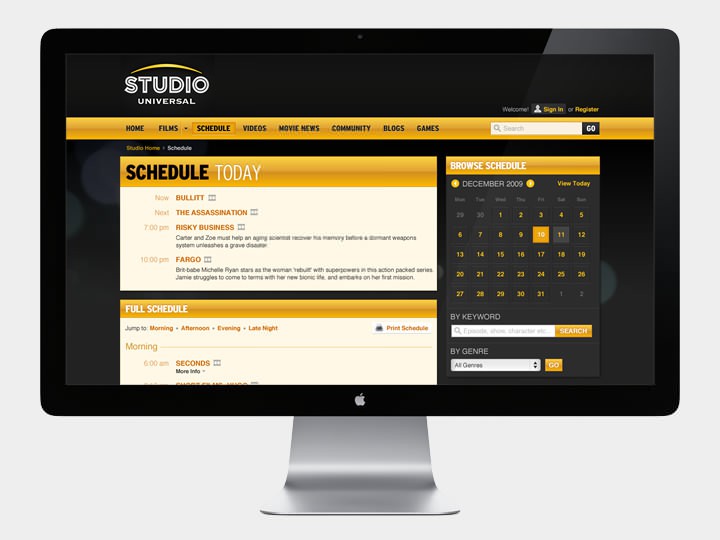 STUDIO
UNIVERSAL
Welcome! Sign In or Register
HOME FILMS SCHEDULE VIDEOS MOVIE NEWS COMMUNITY BLOGS GAMES Search GO
Studio Home > Schedule
SCHEDULE TODAY
Now BULLITT
Next THE ASSASSINATION
7:00 pm RISKY BUSINESS
Carter and Zoe must help an aging scientist recover his memory before a dormant weapons
system unleashes a grave disaster.
10:00 pm FARGO
Brit-babe Michelle Ryan stars as the woman 'rebuilt' with superpowers in this action packed series.
Jamie struggles to come to terms with her new bionic life, and embarks on her first mission.
FULL SCHEDULE
Jump to: Morning • Afternoon • Evening • Late Night Print Schedule
Morning
6:00 am SECONDS
More Info
BROWSE SCHEDULE
DECEMBER 2009 View Today
Mon Tue Wed Thu Fri Sat Sun
29 30 1 2 3 4 5
6 7 8 9 10 11 12
13 14 15 16 17 18 19
20 21 22 23 24 25 26
27 28 29 30 31 1 2
BY KEYWORD
Episode, show, character etc... SEARCH
BY GENRE
All Genres GO